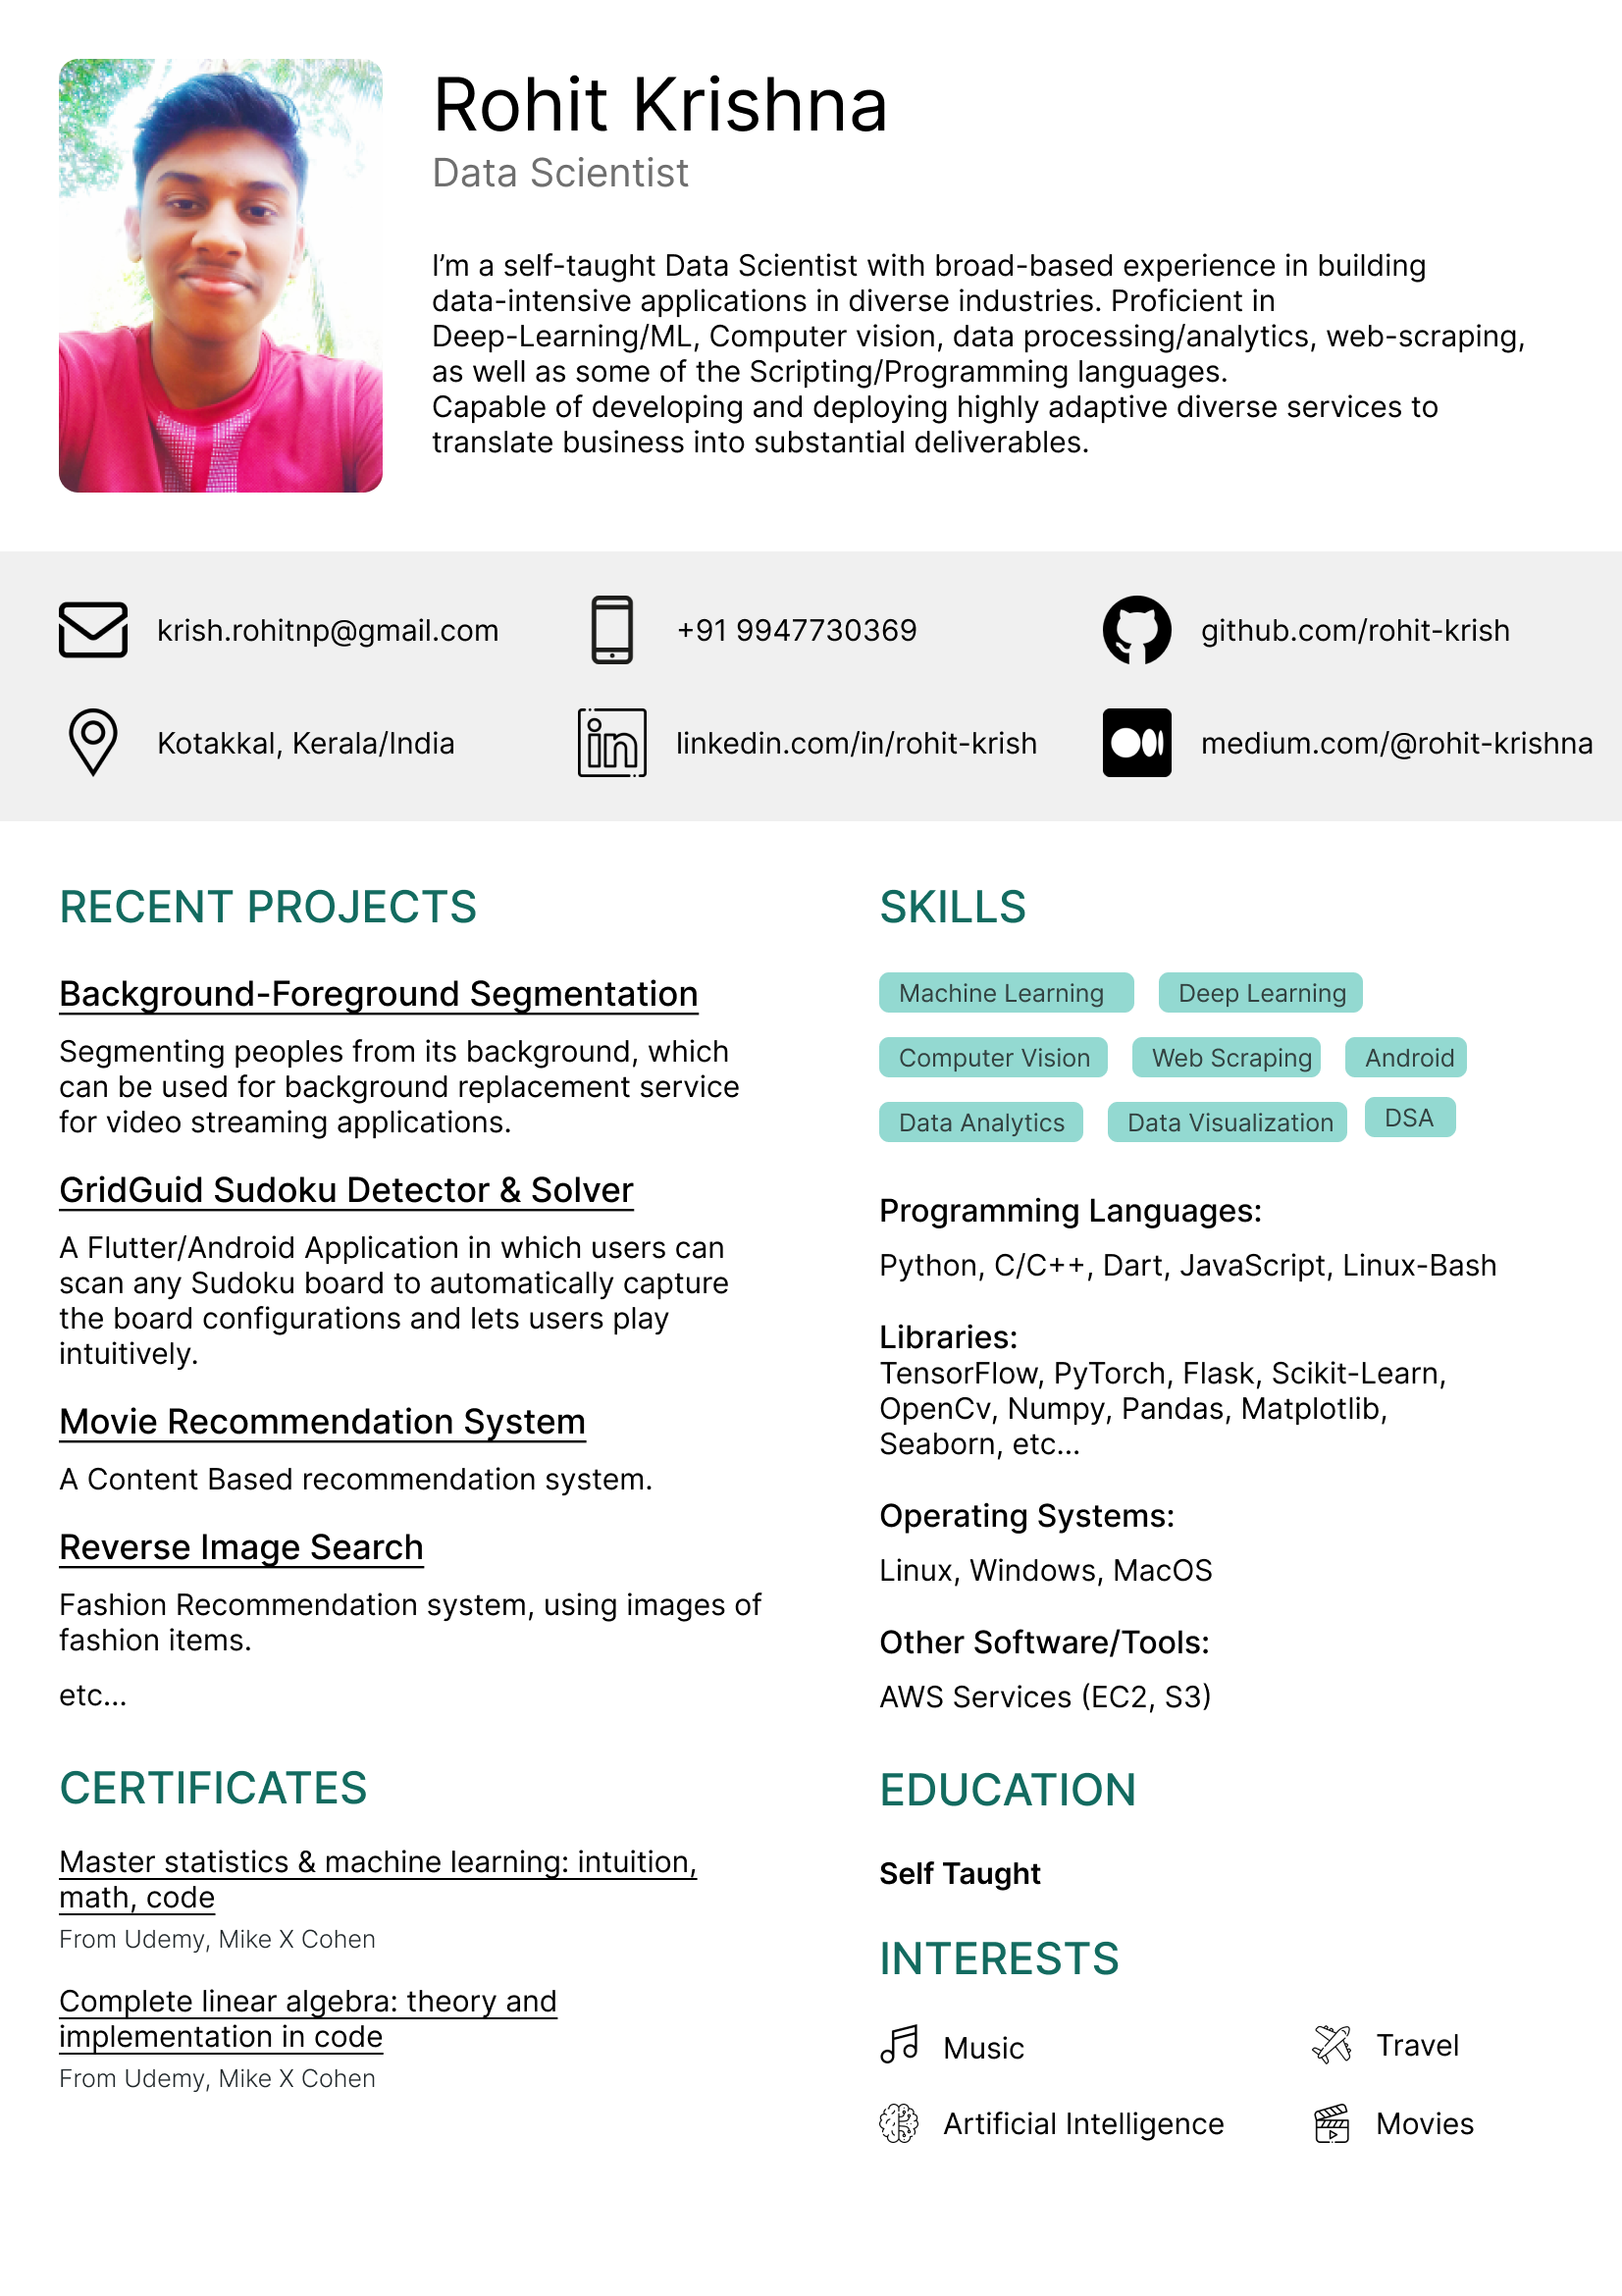 Rohit Krishna
Data Scientist
I’m a self-taught Data Scientist with broad-based experience in building
data-intensive applications in diverse industries. Proficient in
Deep-Learning/ML, Computer vision, data processing/analytics, web-scraping,
as well as some of the Scripting/Programming languages.
Capable of developing and deploying highly adaptive diverse services to
translate business into substantial deliverables.
krish.rohitnp@gmail.com
+91 9947730369
github.com/rohit-krish
Kotakkal, Kerala/India
linkedin.com/in/rohit-krish
medium.com/@rohit-krishna
RECENT PROJECTS
Background-Foreground Segmentation
Segmenting peoples from its background, which
can be used for background replacement service
for video streaming applications.
GridGuid Sudoku Detector & Solver
A Flutter/Android Application in which users can
scan any Sudoku board to automatically capture
the board configurations and lets users play
intuitively.
Movie Recommendation System
A Content Based recommendation system.
Reverse Image Search
Fashion Recommendation system, using images of
fashion items.
etc...
CERTIFICATES
Master statistics & machine learning: intuition,
math, code
From Udemy, Mike X Cohen
Complete linear algebra: theory and
implementation in code
From Udemy, Mike X Cohen
SKILLS
Machine Learning
Deep Learning
Computer Vision
Web Scraping
Android
Data Analytics
Data Visualization
DSA
Programming Languages:
Python, C/C++, Dart, JavaScript, Linux-Bash
Libraries:
TensorFlow, PyTorch, Flask, Scikit-Learn,
OpenCv, Numpy, Pandas, Matplotlib,
Seaborn, etc...
Operating Systems:
Linux, Windows, MacOS
Other Software/Tools:
AWS Services (EC2, S3)
EDUCATION
Self Taught
INTERESTS
Music
Travel
Artificial Intelligence
Movies